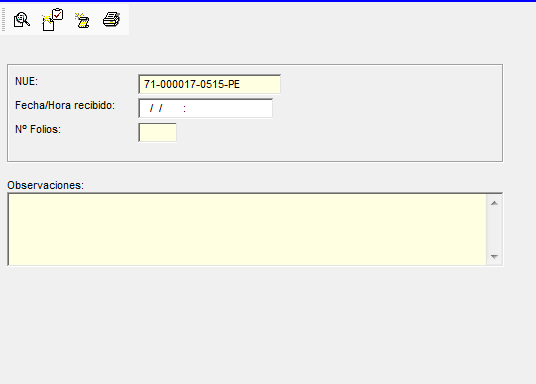 NUE: 71-000017-0515-PE
Fecha/Hora recibido: / / :
Nº Folios:
Observaciones: